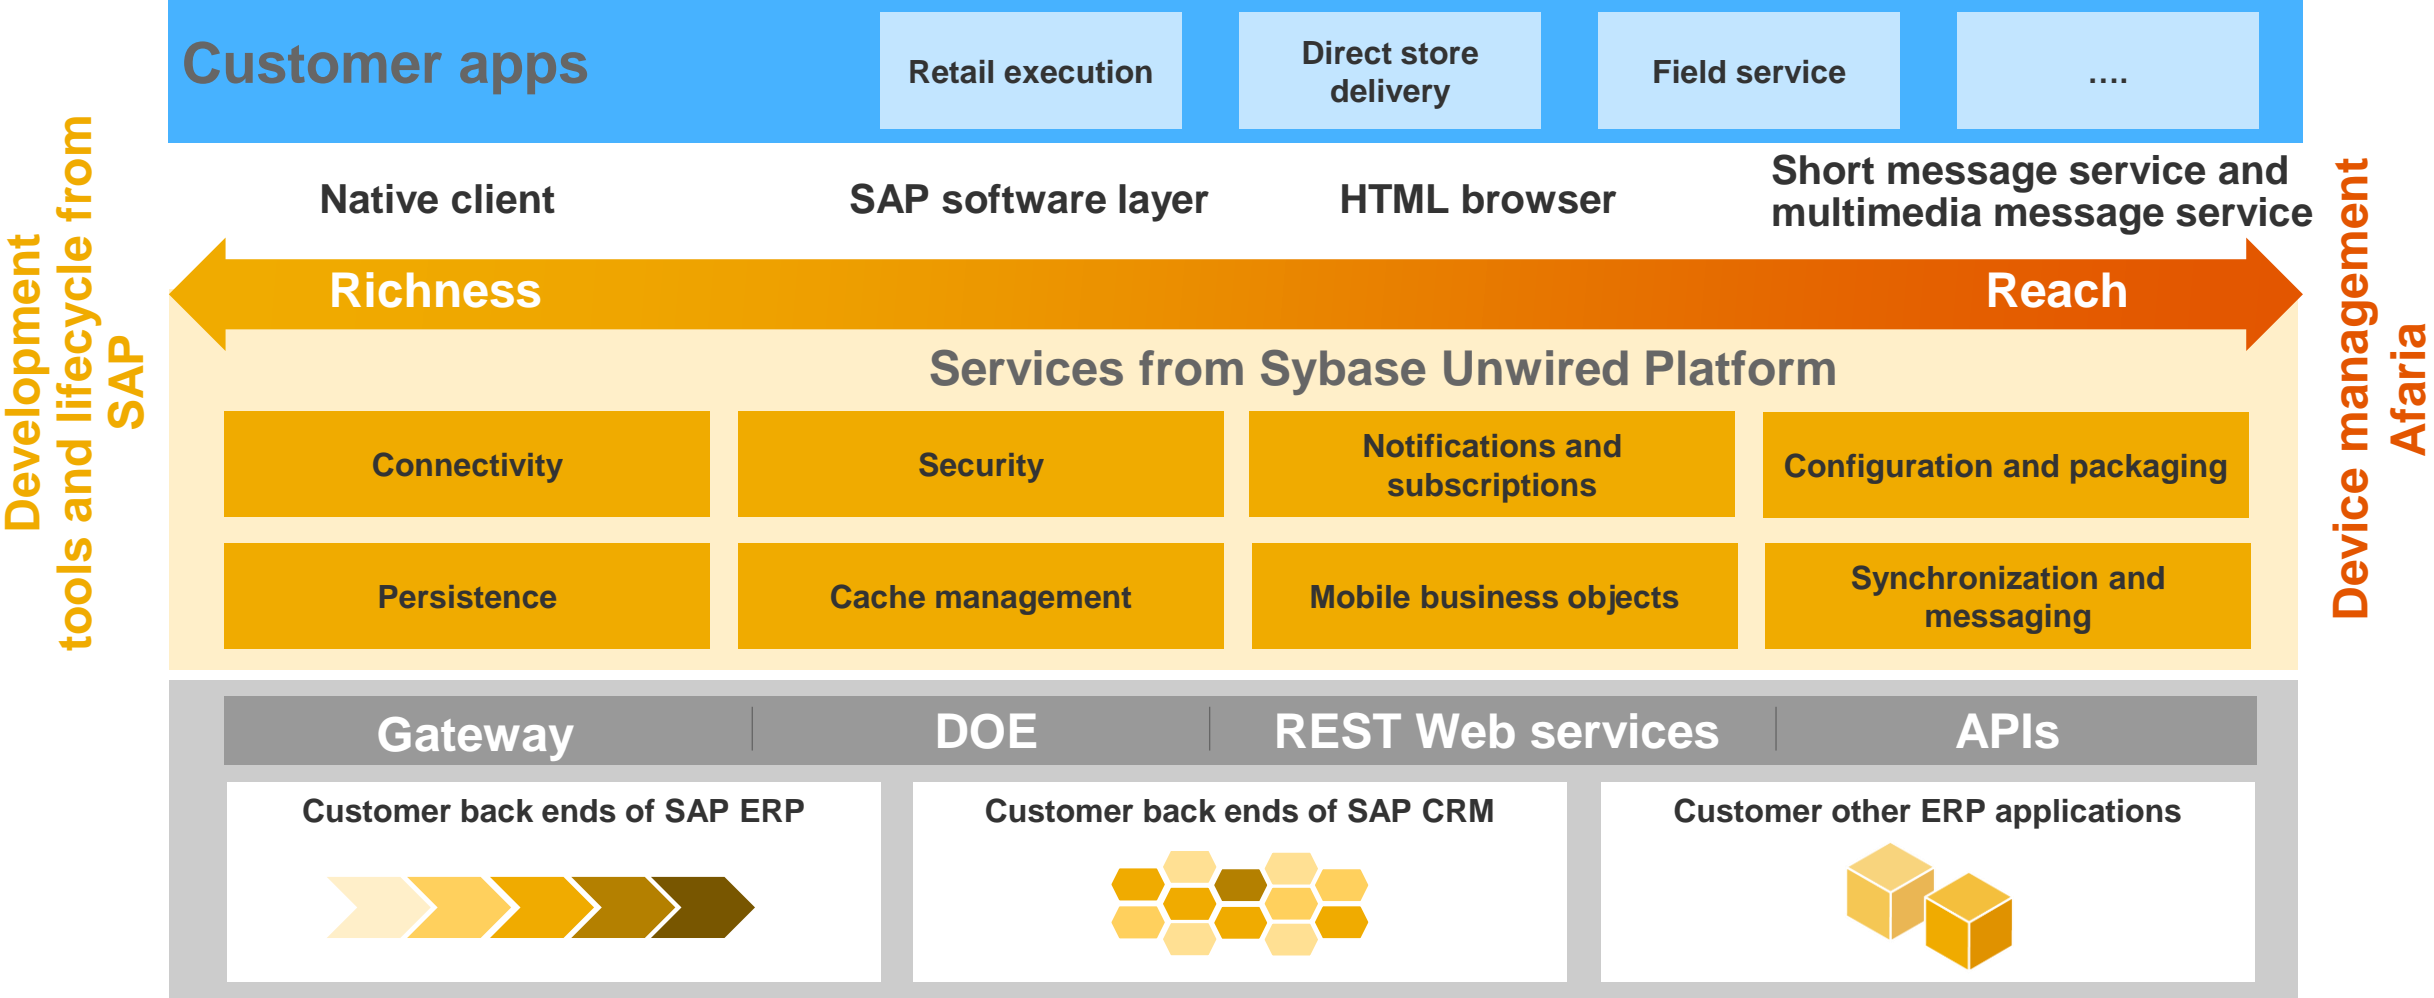 Customer apps
Retail execution
Direct store
delivery
Field service
....
Development
tools and lifecycle from
SAP
Native client
SAP software layer
HTML browser
Short message service and
multimedia message service
Richness
Reach
Device management
Afaria
Services from Sybase Unwired Platform
Connectivity
Security
Notifications and
subscriptions
Configuration and packaging
Persistence
Cache management
Mobile business objects
Synchronization and
messaging
Gateway
DOE
REST Web services
APIs
Customer back ends of SAP ERP
Customer back ends of SAP CRM
Customer other ERP applications